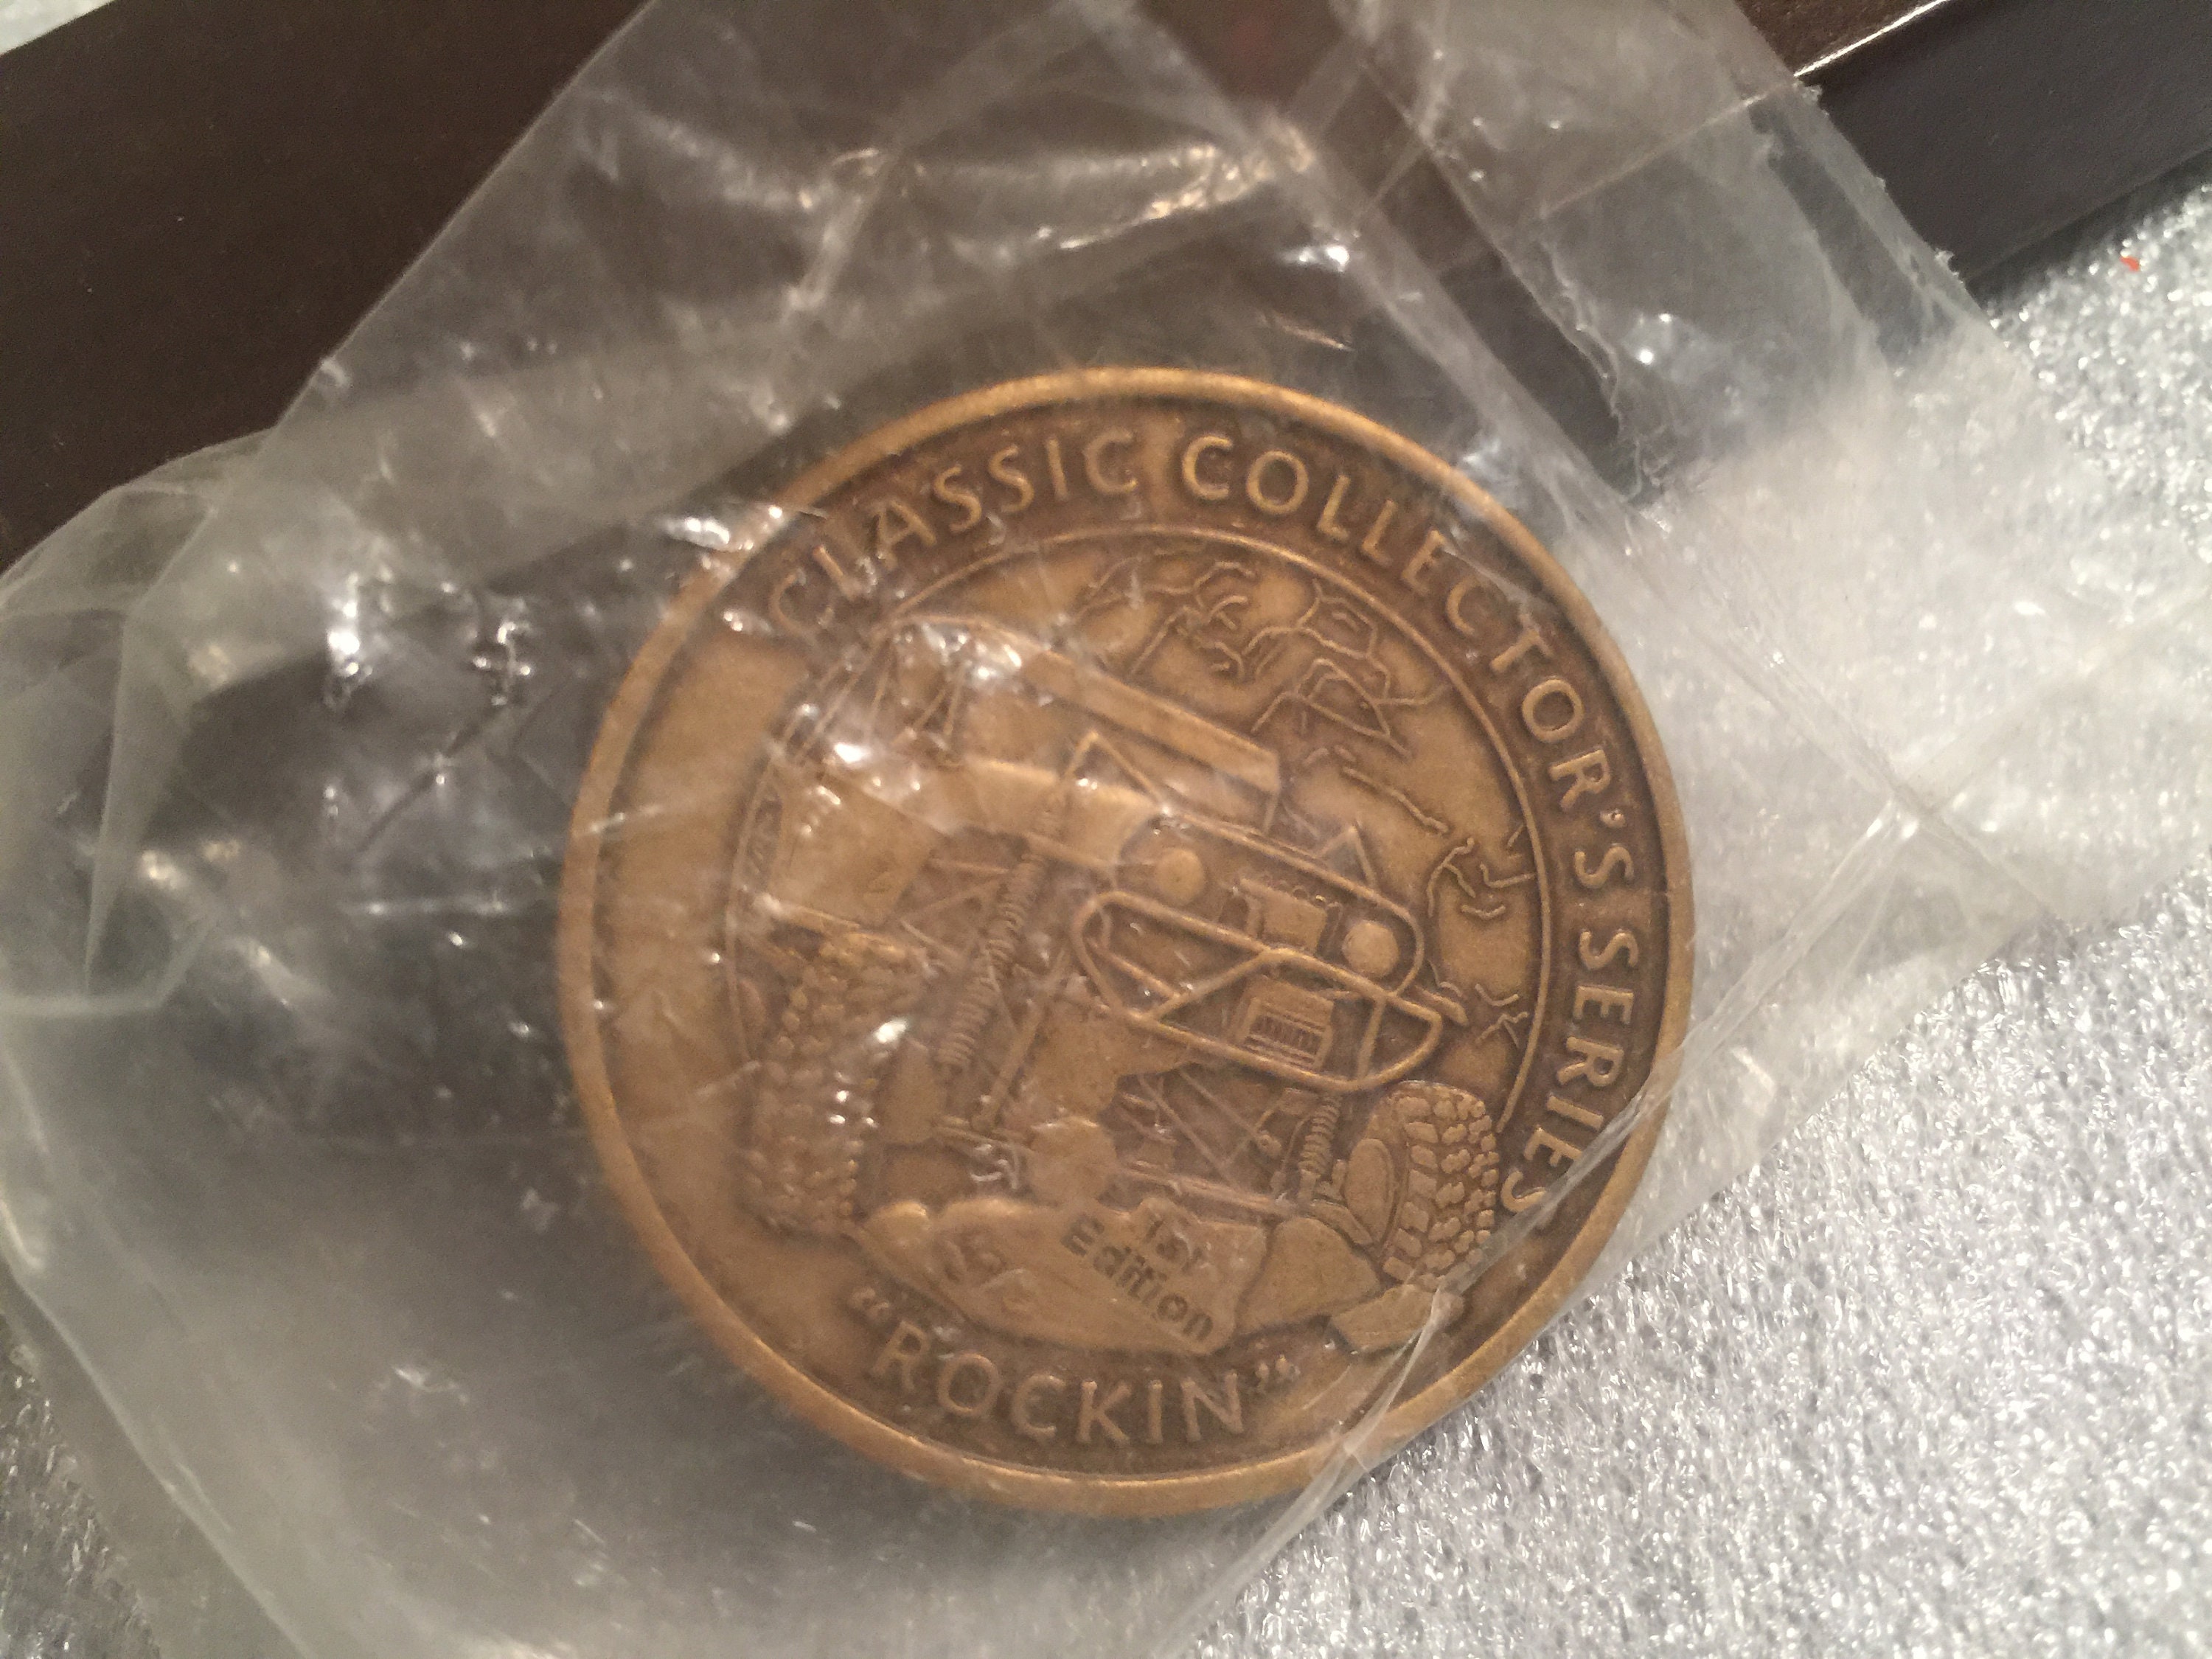 CLASSIC COLLECTOR'S SERIES
1st
Edition
"ROCKIN"